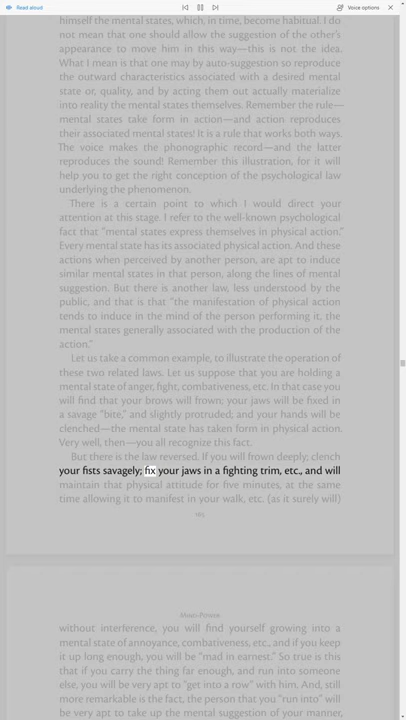 Read aloud
Voice options
himself the mental states, which, in time, become habitual. I do
not mean that one should allow the suggestion of the other's
appearance to move him in this way—this is not the idea.
What I mean is that one may by auto-suggestion so reproduce
the outward characteristics associated with a desired mental
state or, quality, and by acting them out actually materialize
into reality the mental states themselves. Remember the rule—
mental states take form in action—and action reproduces
their associated mental states! It is a rule that works both ways.
The voice makes the phonographic record—and the latter
reproduces the sound! Remember this illustration, for it will
help you to get the right conception of the psychological law
underlying the phenomenon.
There is a certain point to which I would direct your
attention at this stage. I refer to the well-known psychological
fact that "mental states express themselves in physical action."
Every mental state has its associated physical action. And these
actions when perceived by another person, are apt to induce
similar mental states in that person, along the lines of mental
suggestion. But there is another law, less understood by the
public, and that is that "the manifestation of physical action
tends to induce in the mind of the person performing it, the
mental states generally associated with the production of the
action."
Let us take a common example, to illustrate the operation of
these two related laws. Let us suppose that you are holding a
mental state of anger, fight, combativeness, etc. In that case you
will find that your brows will frown; your jaws will be fixed in
a savage "bite," and slightly protruded; and your hands will be
clenched—the mental state has taken form in physical action.
Very well, then—you all recognize this fact.
But there is the law reversed. If you will frown deeply; clench
your fists savagely; fix your jaws in a fighting trim, etc., and will
maintain that physical attitude for five minutes, at the same
time allowing it to manifest in your walk, etc. (as it surely will)
165
Mind-Power
without interference, you will find yourself growing into a
mental state of annoyance, combativeness, etc., and if you keep
it up long enough, you will be "mad in earnest." So true is this
that if you carry the thing far enough, and run into someone
else, you will be very apt to "get into a row" with him. And, still
more remarkable is the fact, the person that you "run into" will
be very apt to take up the mental suggestion of your manner,